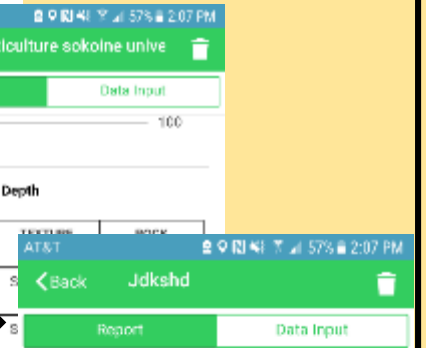 57% 2:07 PM
iculture sokoine unive
Data Input
100
Depth
TEXTURE ROCK
AT&T 57% 2:07 PM
S
Back Jdkshd
S
Report Data Input